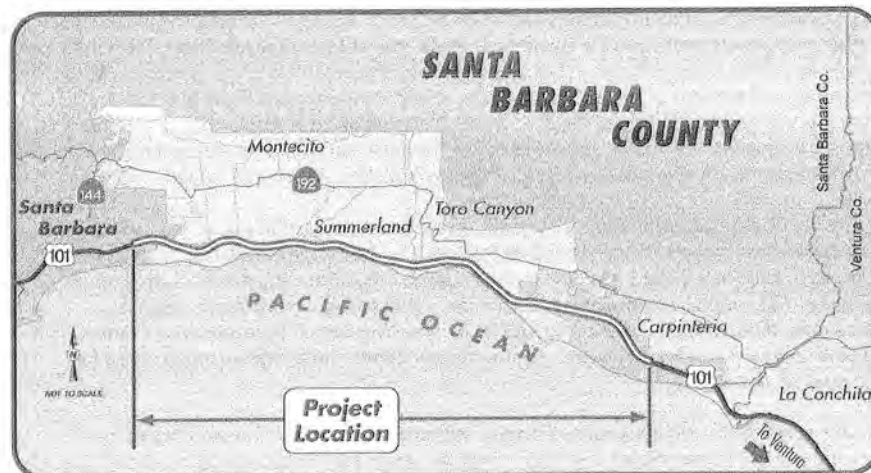 SANTA
BARBARA
COUNTY
Santa Barbara Co.
Ventura Co.
Montecito
192
144
Santa
Barbara
Summerland
Toro Canyon
101
PACIFIC OCEAN
Carpinteria
N
NOT TO SCALE
101
La Conchita
Project
Location
To Ventura